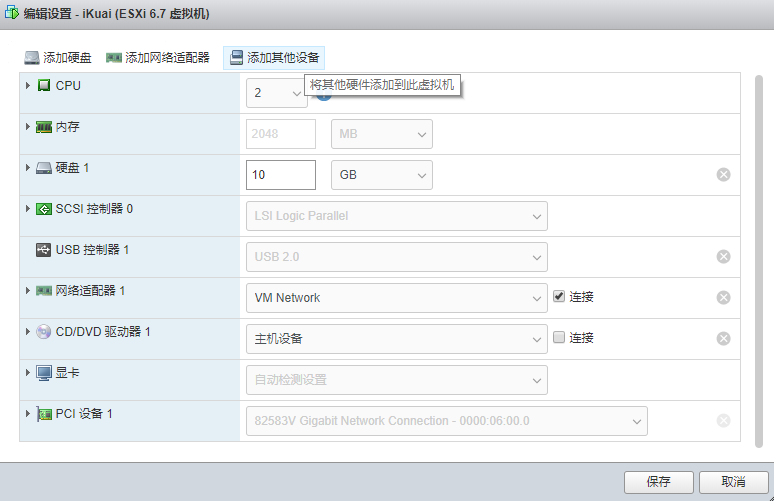 编辑设置 - iKuai (ESXi 6.7 虚拟机)
添加硬盘 添加网络适配器 添加其他设备
将其他硬件添加到此虚拟机
CPU 2
内存 2048 MB
硬盘 1 10 GB
SCSI 控制器 0 LSI Logic Parallel
USB 控制器 1 USB 2.0
网络适配器 1 VM Network 连接
CD/DVD 驱动器 1 主机设备 连接
显卡 自动检测设置
PCI 设备 1 82583V Gigabit Network Connection - 0000:06:00.0
保存 取消